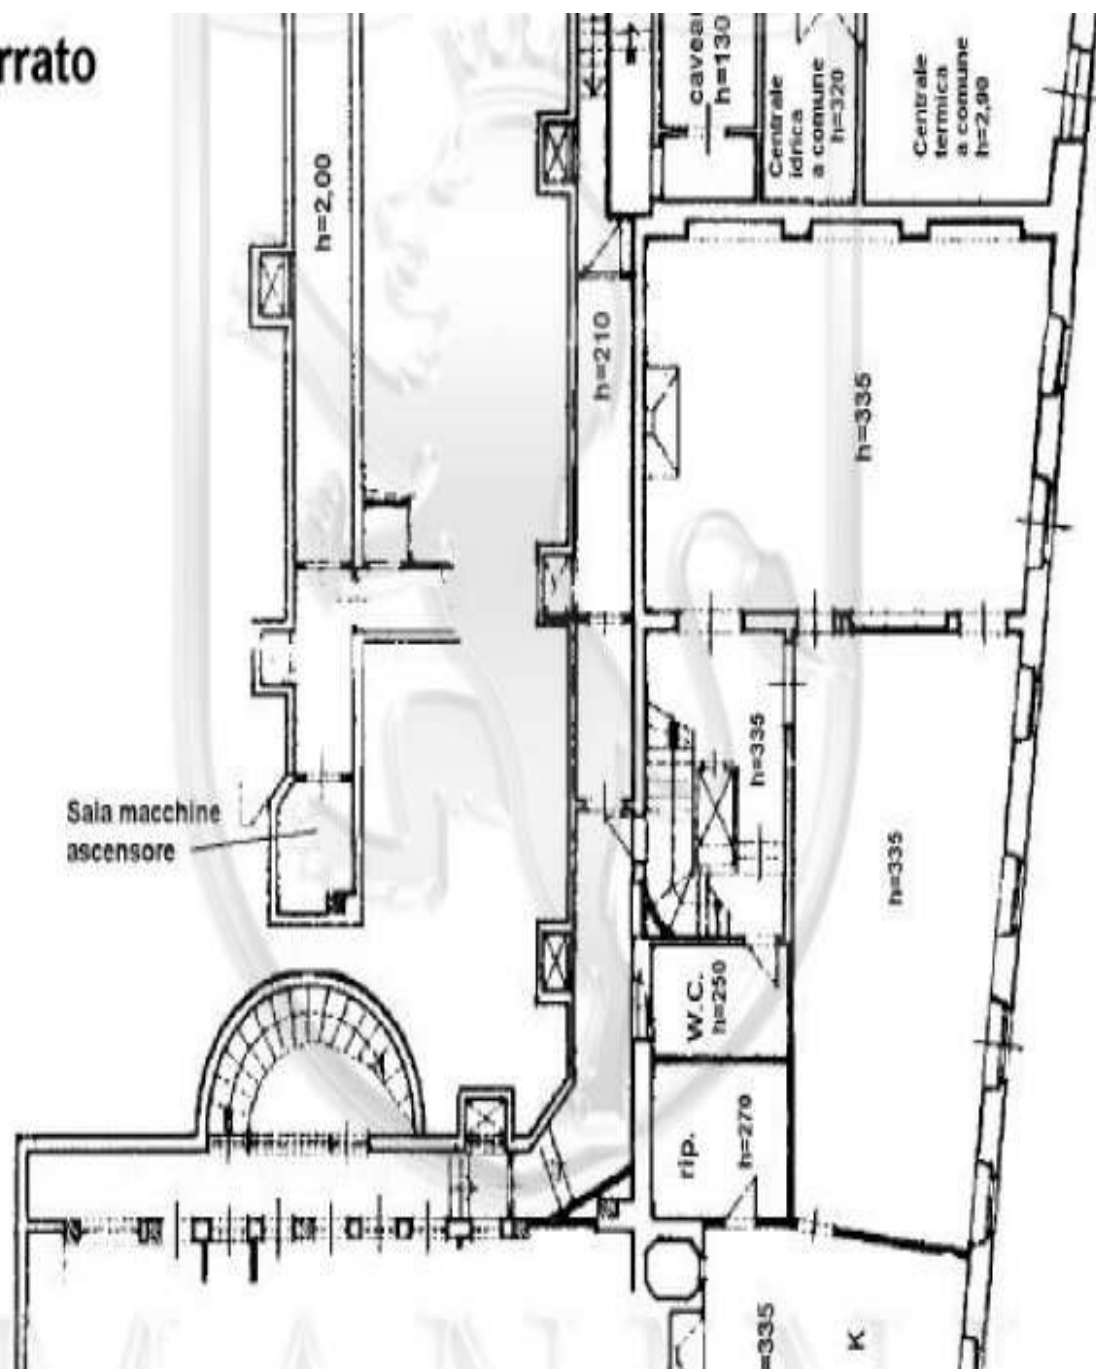 rrato
h=2,00
cavea
h=130
Centrale
idrica
a comune
h=320
Centrale
termica
a comune
h=2,90
h=210
h=335
h=335
Sala macchine
ascensore
h=335
W.C.
h=250
rip.
h=270
=335
K